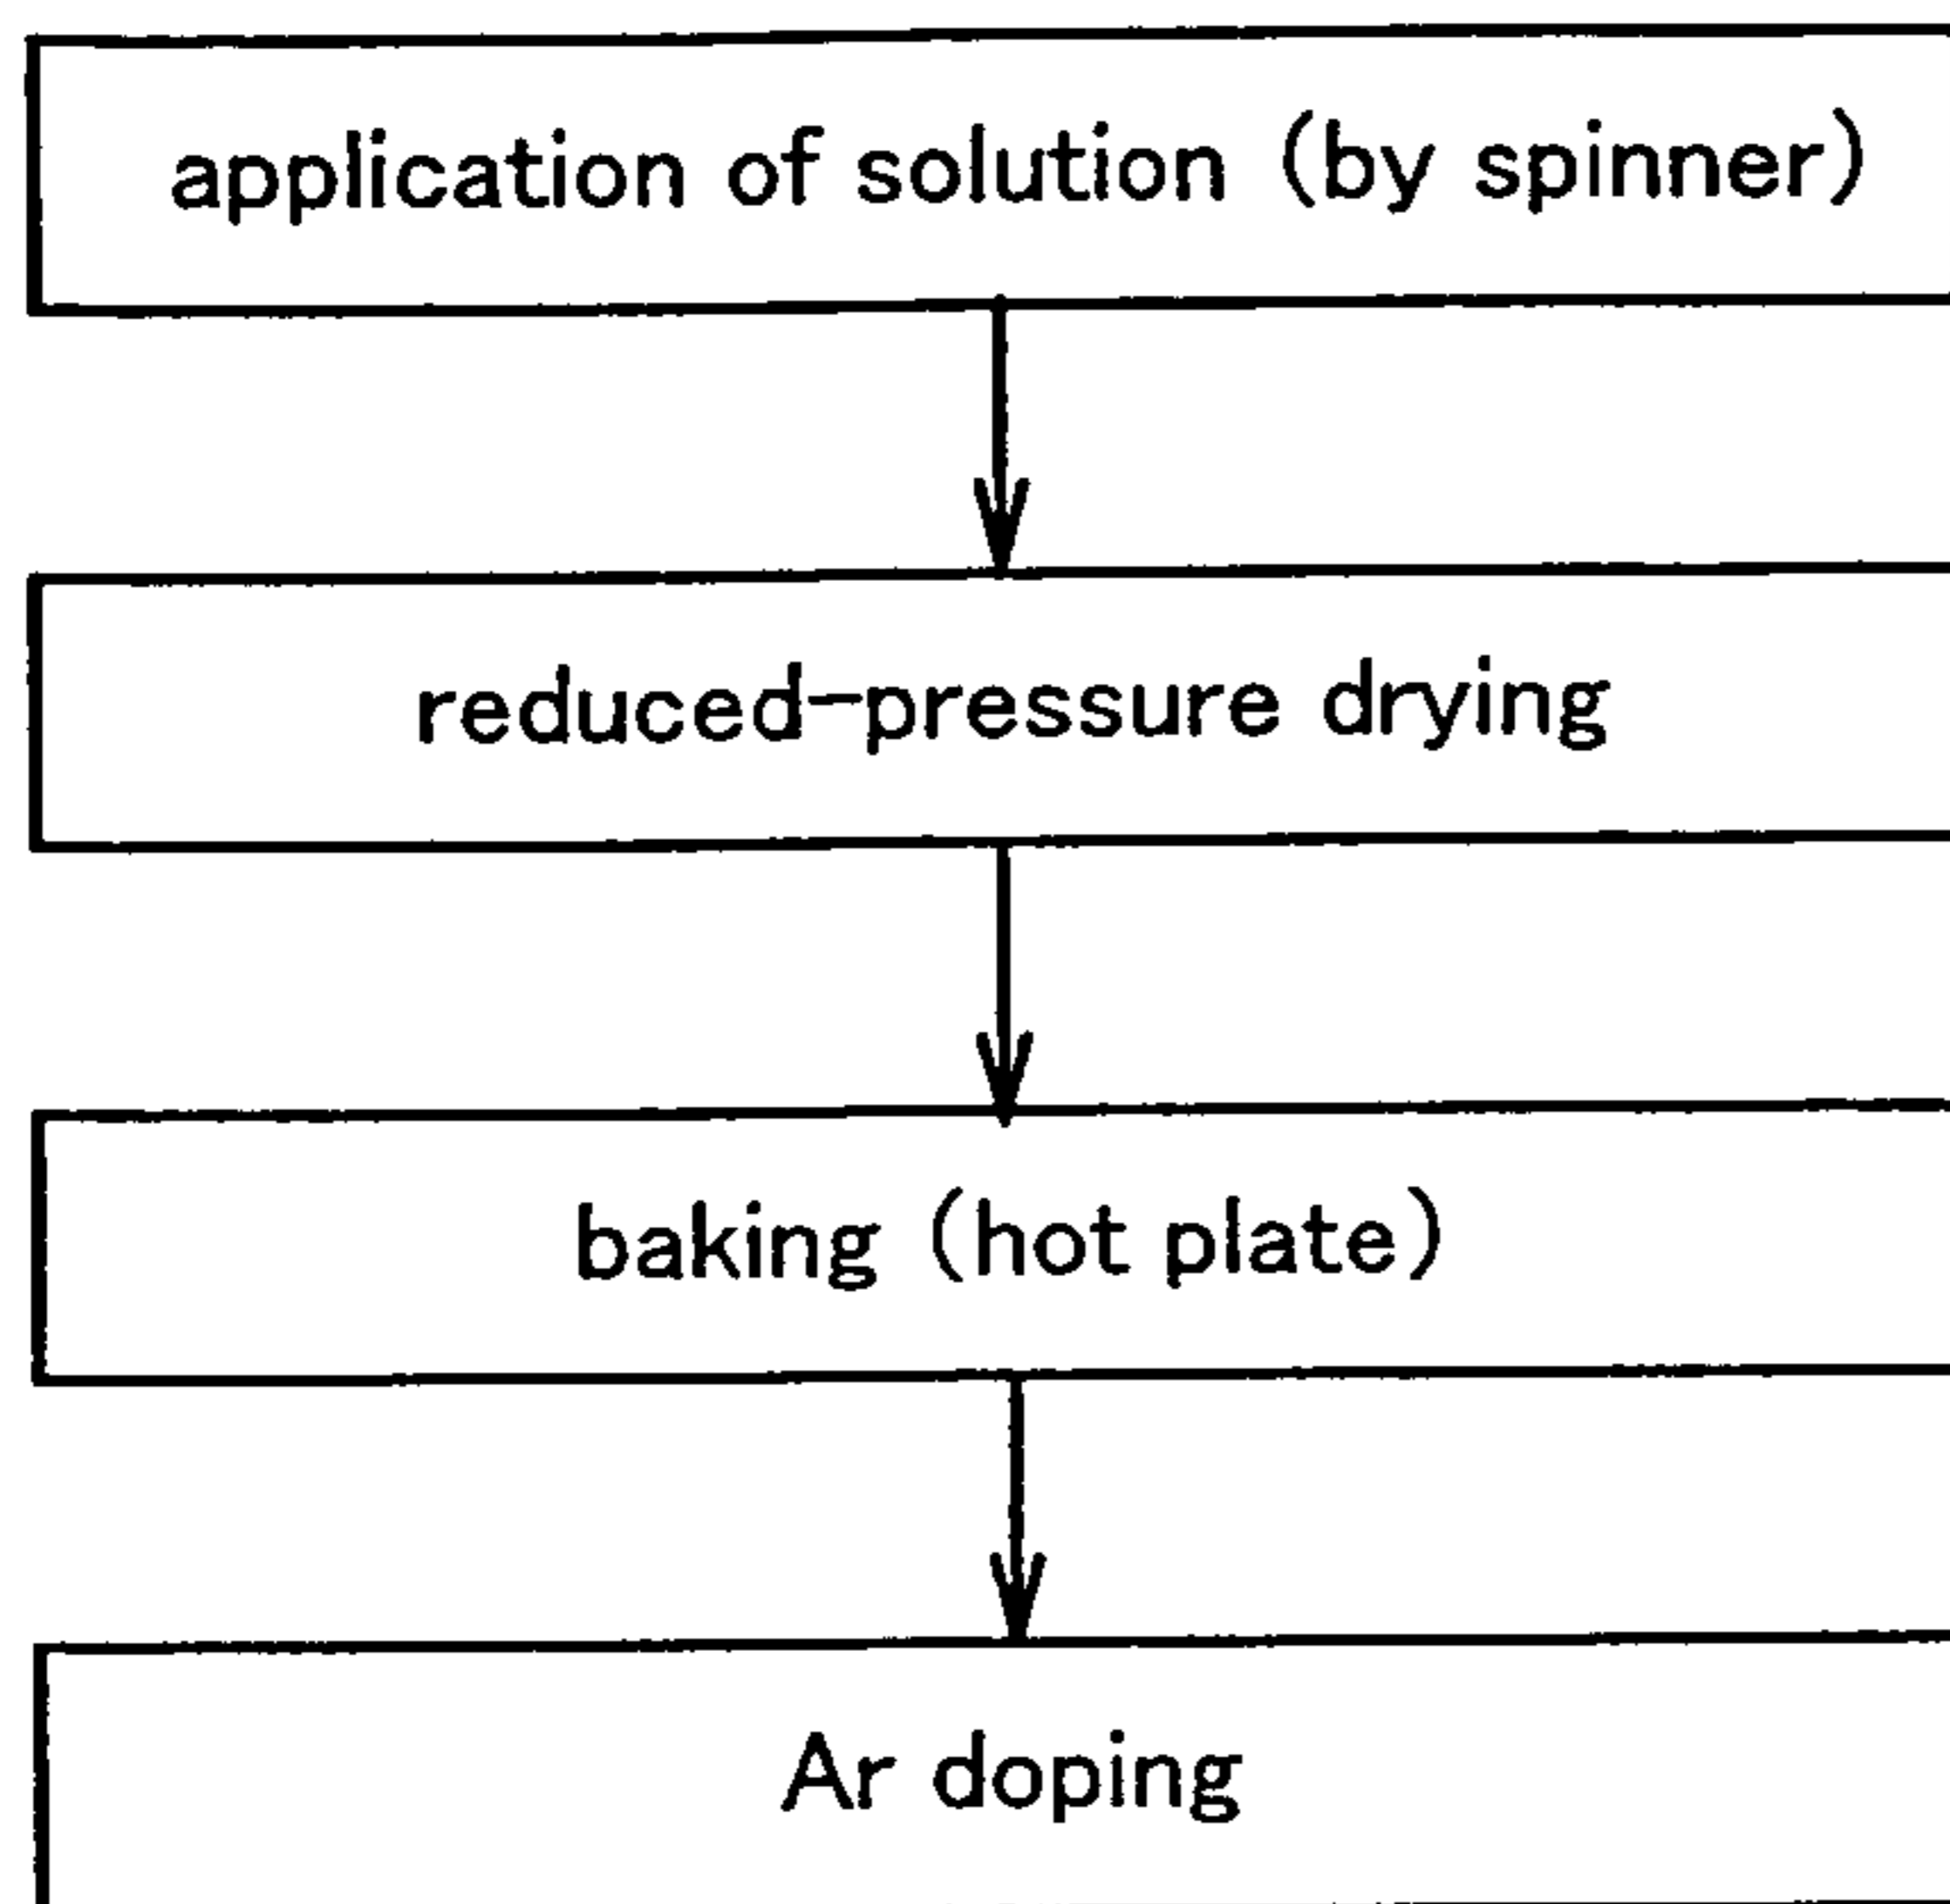 application of solution (by spinner)
reduced-pressure drying
baking (hot plate)
Ar doping